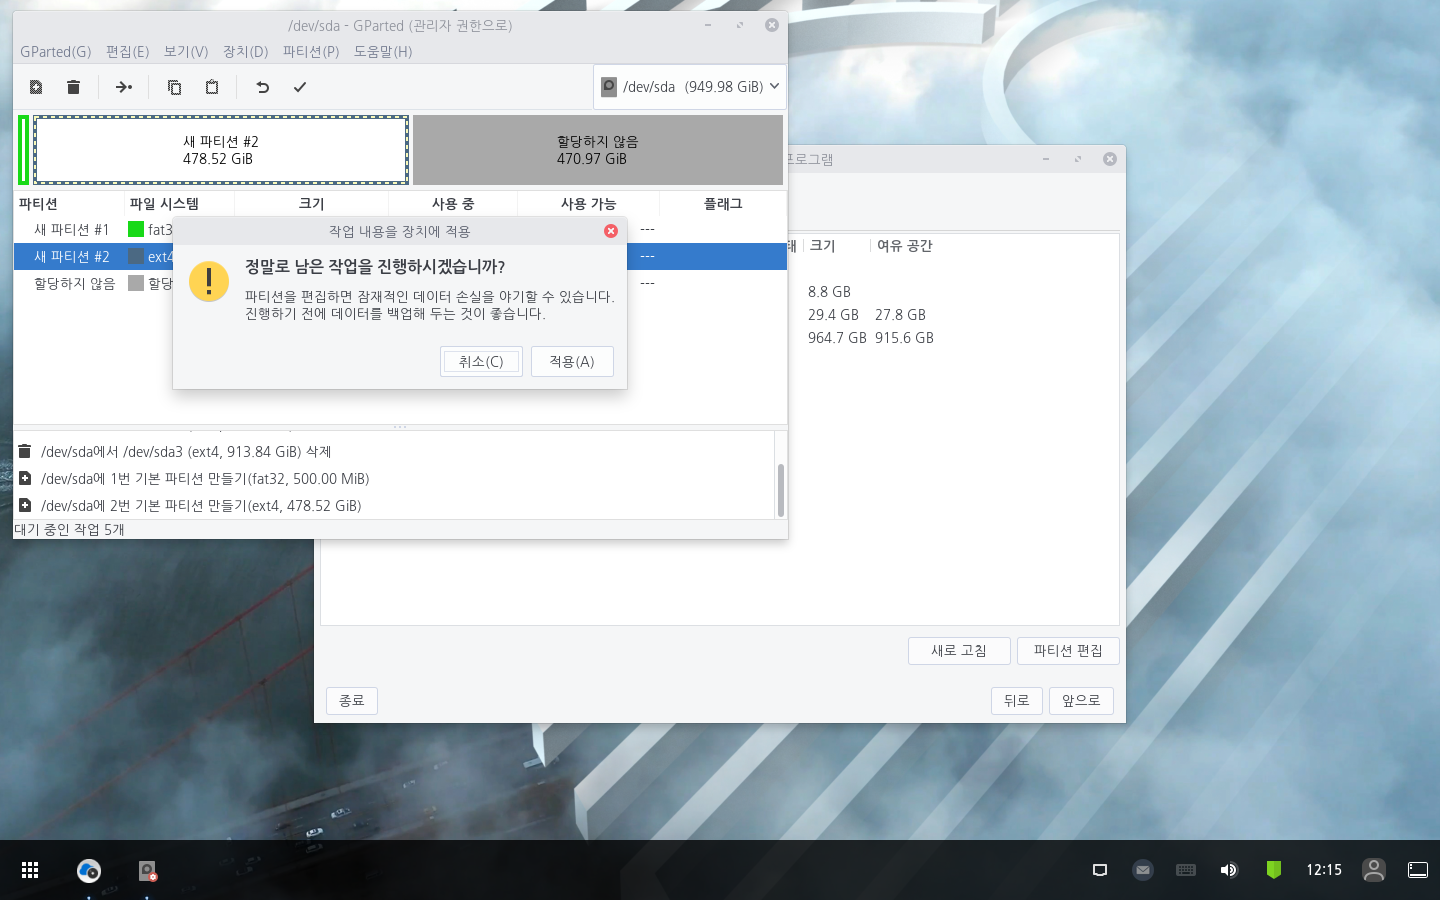 /dev/sda - GParted (관리자 권한으로)
GParted(G) 편집(E) 보기(V) 장치(D) 파티션(P) 도움말(H)
/dev/sda (949.98 GiB)
새 파티션 #2
478.52 GiB
할당하지 않음
470.97 GiB
파티션 파일 시스템 크기 사용 중 사용 가능 플래그
새 파티션 #1 fat3 ---
새 파티션 #2 ext4 ---
할당하지 않음 할당 ---
작업 내용을 장치에 적용
정말로 남은 작업을 진행하시겠습니까?
파티션을 편집하면 잠재적인 데이터 손실을 야기할 수 있습니다.
진행하기 전에 데이터를 백업해 두는 것이 좋습니다.
취소(C) 적용(A)
/dev/sda에서 /dev/sda3 (ext4, 913.84 GiB) 삭제
/dev/sda에 1번 기본 파티션 만들기(fat32, 500.00 MiB)
/dev/sda에 2번 기본 파티션 만들기(ext4, 478.52 GiB)
대기 중인 작업 5개
프로그램
크기 여유 공간
8.8 GB
29.4 GB 27.8 GB
964.7 GB 915.6 GB
새로 고침 파티션 편집
종료 뒤로 앞으로
12:15